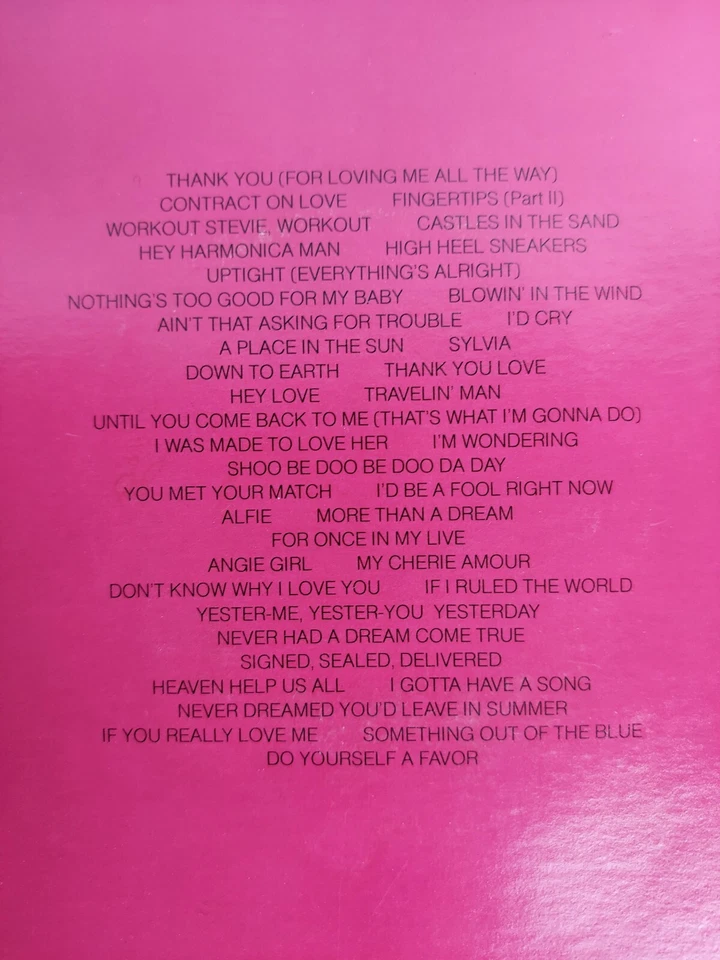 THANK YOU (FOR LOVING ME ALL THE WAY)
CONTRACT ON LOVE FINGERTIPS (Part II)
WORKOUT STEVIE, WORKOUT CASTLES IN THE SAND
HEY HARMONICA MAN HIGH HEEL SNEAKERS
UPTIGHT (EVERYTHING'S ALRIGHT)
NOTHING'S TOO GOOD FOR MY BABY BLOWIN' IN THE WIND
AIN'T THAT ASKING FOR TROUBLE I'D CRY
A PLACE IN THE SUN SYLVIA
DOWN TO EARTH THANK YOU LOVE
HEY LOVE TRAVELIN' MAN
UNTIL YOU COME BACK TO ME (THAT'S WHAT I'M GONNA DO)
I WAS MADE TO LOVE HER I'M WONDERING
SHOO BE DOO BE DOO DA DAY
YOU MET YOUR MATCH I'D BE A FOOL RIGHT NOW
ALFIE MORE THAN A DREAM
FOR ONCE IN MY LIVE
ANGIE GIRL MY CHERIE AMOUR
DON'T KNOW WHY I LOVE YOU IF I RULED THE WORLD
YESTER-ME, YESTER-YOU YESTERDAY
NEVER HAD A DREAM COME TRUE
SIGNED, SEALED, DELIVERED
HEAVEN HELP US ALL I GOTTA HAVE A SONG
NEVER DREAMED YOU'D LEAVE IN SUMMER
IF YOU REALLY LOVE ME SOMETHING OUT OF THE BLUE
DO YOURSELF A FAVOR